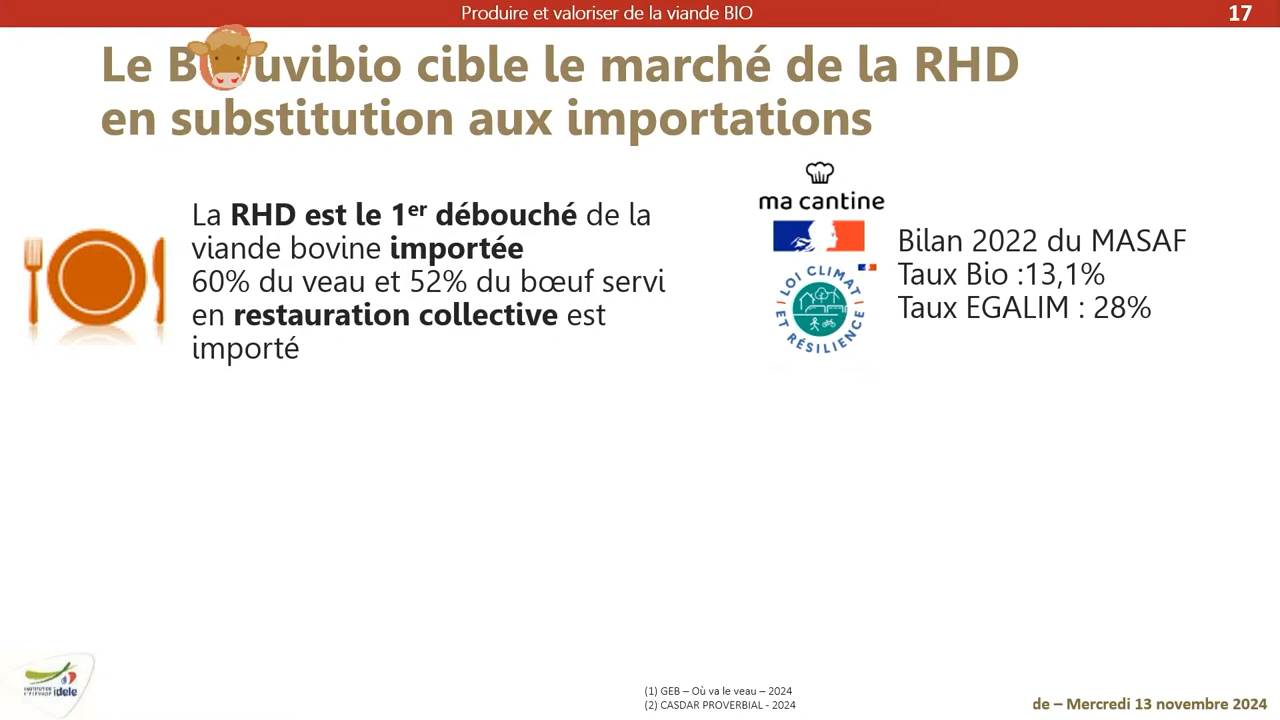 Produire et valoriser de la viande BIO
17
Le B uvibio cible le marché de la RHD
en substitution aux importations
La RHD est le 1er débouché de la
viande bovine importée
60% du veau et 52% du bœuf servi
en restauration collective est
importé
ma cantine
LOI CLIMAT
ET RÉSILIENCE
Bilan 2022 du MASAF
Taux Bio :13,1%
Taux EGALIM : 28%
INSTITUT DE
L'ÉLEVAGE idele
(1) GEB – Où va le veau – 2024
(2) CASDAR PROVERBIAL - 2024
de – Mercredi 13 novembre 2024